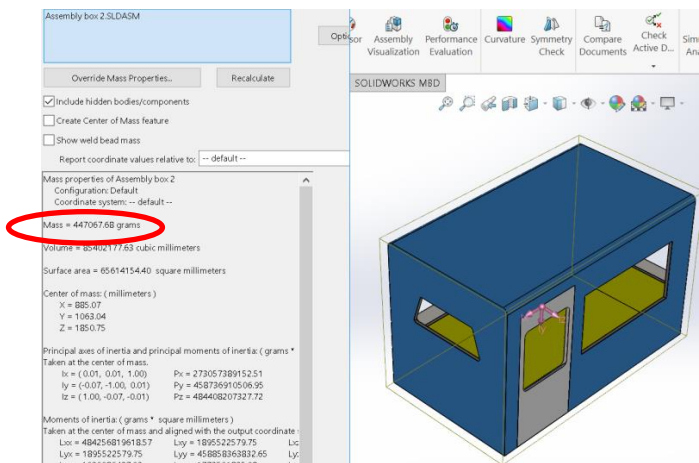 Assembly box 2.SLDASM
Override Mass Properties...
Recalculate
Include hidden bodies/components
Create Center of Mass feature
Show weld bead mass
Report coordinate values relative to: -- default --
Mass properties of Assembly box 2
Configuration: Default
Coordinate system: -- default --
Mass = 447067.68 grams
Volume = 85402177.63 cubic millimeters
Surface area = 65614154.40 square millimeters
Center of mass: ( millimeters )
X = 885.07
Y = 1063.04
Z = 1850.75
Principal axes of inertia and principal moments of inertia: ( grams *
Taken at the center of mass.
Ix = ( 0.01, 0.01, 1.00) Px = 273057389152.51
Iy = (-0.07, -1.00, 0.01) Py = 458736910506.95
Iz = ( 1.00, -0.07, -0.01) Pz = 484408207327.72
Moments of inertia: ( grams * square millimeters )
Taken at the center of mass and aligned with the output coordinate
Lxx = 484256819618.57 Lxy = 1895522579.75
Lyx = 1895522579.75 Lyy = 458858363832.65
Assembly Visualization
Performance Evaluation
Curvature
Symmetry Check
Compare Documents
Check Active D...
SOLIDWORKS MBD